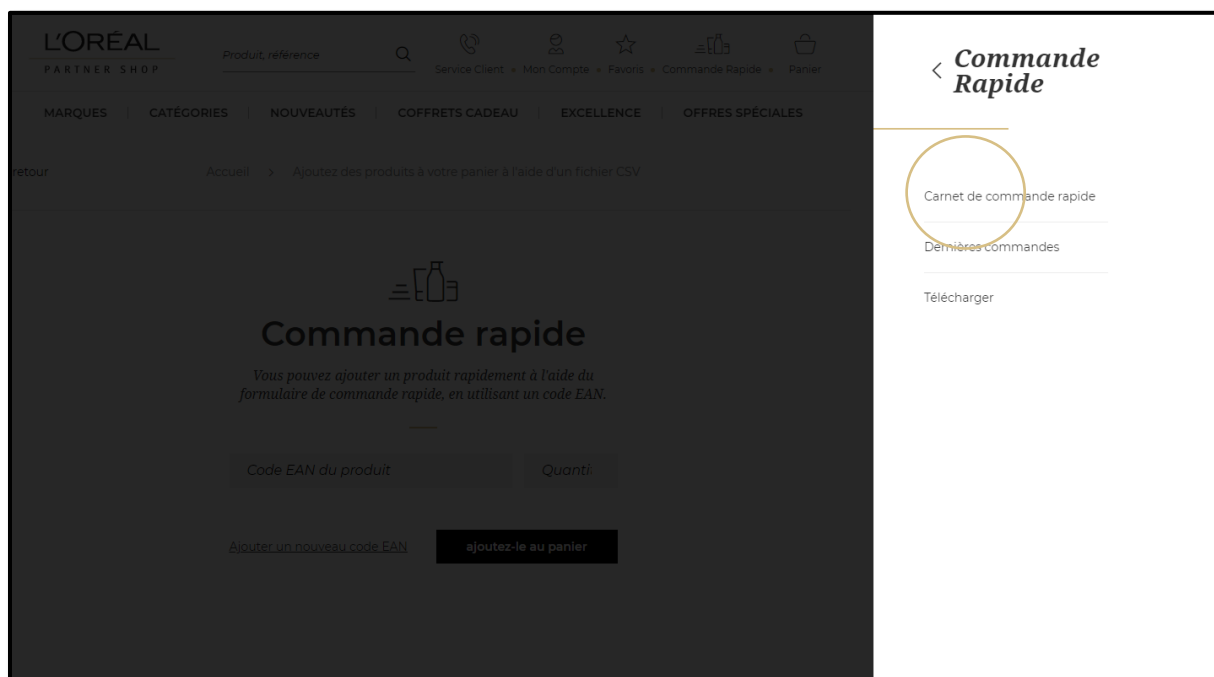 L'ORÉAL
PARTNER SHOP
Produit, référence
Service Client Mon Compte Favoris Commande Rapide Panier
MARQUES CATÉGORIES NOUVEAUTÉS COFFRETS CADEAU EXCELLENCE OFFRES SPÉCIALES
retour
Accueil > Ajoutez des produits à votre panier à l'aide d'un fichier CSV
Commande rapide
Vous pouvez ajouter un produit rapidement à l'aide du
formulaire de commande rapide, en utilisant un code EAN.
Code EAN du produit Quanti
Ajouter un nouveau code EAN ajoutez-le au panier
Commande
Rapide
Carnet de commande rapide
Dernières commandes
Télécharger